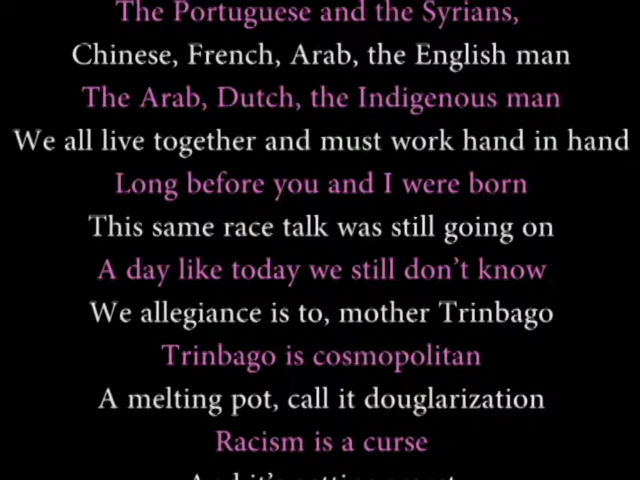 The Portuguese and the Syrians,
Chinese, French, Arab, the English man
The Arab, Dutch, the Indigenous man
We all live together and must work hand in hand
Long before you and I were born
This same race talk was still going on
A day like today we still don't know
We allegiance is to, mother Trinbago
Trinbago is cosmopolitan
A melting pot, call it douglarization
Racism is a curse